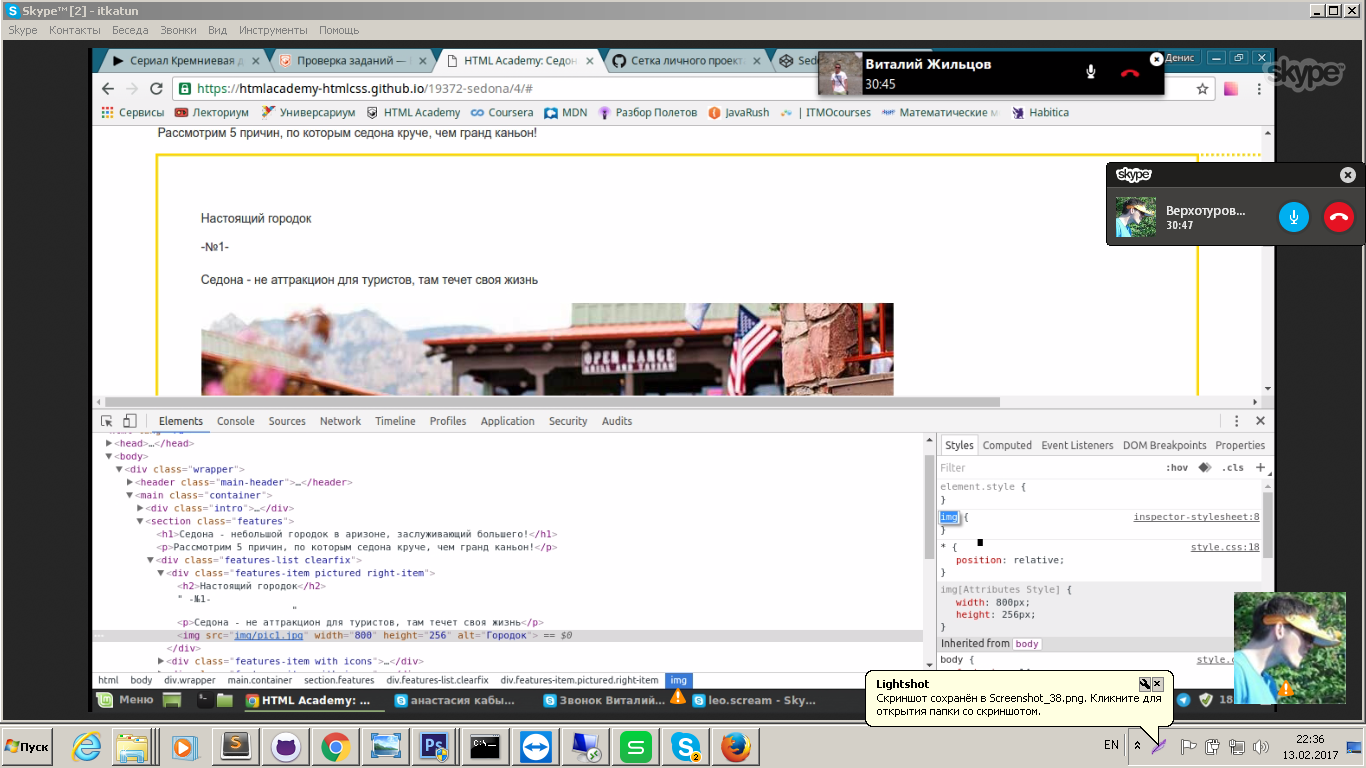 Skype™ [2] - itkatun
Skype Контакты Беседа Звонки Вид Инструменты Помощь
Сериал Кремниевая д
Проверка заданий —
HTML Academy: Седон
Сетка личного проект
Sed
Денис
https://htmlacademy-htmlcss.github.io/19372-sedona/4/#
Виталий Жильцов
30:45
skype
Сервисы Лекториум Универсариум HTML Academy Coursera MDN Разбор Полетов JavaRush | ITMOcourses Математические м Habitica
Рассмотрим 5 причин, по которым седона круче, чем гранд каньон!
skype
Верхотуров...
30:47
Настоящий городок
-№1-
Седона - не аттракцион для туристов, там течет своя жизнь
OPEN RANGE
GRILL AND TAVERN
Elements Console Sources Network Timeline Profiles Application Security Audits
<head>…</head>
<body>
<div class="wrapper">
<header class="main-header">…</header>
<main class="container">
<div class="intro">…</div>
<section class="features">
<h1>Седона - небольшой городок в аризоне, заслуживающий большего!</h1>
<p>Рассмотрим 5 причин, по которым седона круче, чем гранд каньон!</p>
<div class="features-list clearfix">
<div class="features-item pictured right-item">
<h2>Настоящий городок</h2>
" -№1-
"
<p>Седона - не аттракцион для туристов, там течет своя жизнь</p>
<img src="img/pic1.jpg" width="800" height="256" alt="Городок"> == $0
</div>
<div class="features-item with icons">…</div>
html body div.wrapper main.container section.features div.features-list.clearfix div.features-item.pictured.right-item img
Styles Computed Event Listeners DOM Breakpoints Properties
Filter :hov .cls +
element.style {
}
img { inspector-stylesheet:8
}
* { style.css:18
position: relative;
}
img[Attributes Style] {
width: 800px;
height: 256px;
}
Inherited from body
body { style.c
Меню
HTML Academy: ...
анастасия кабы...
Звонок Виталий...
leo.scream - Sky...
18
Lightshot
Скриншот сохранён в Screenshot_38.png. Кликните для
открытия папки со скриншотом.
Пуск
EN
22:36
13.02.2017